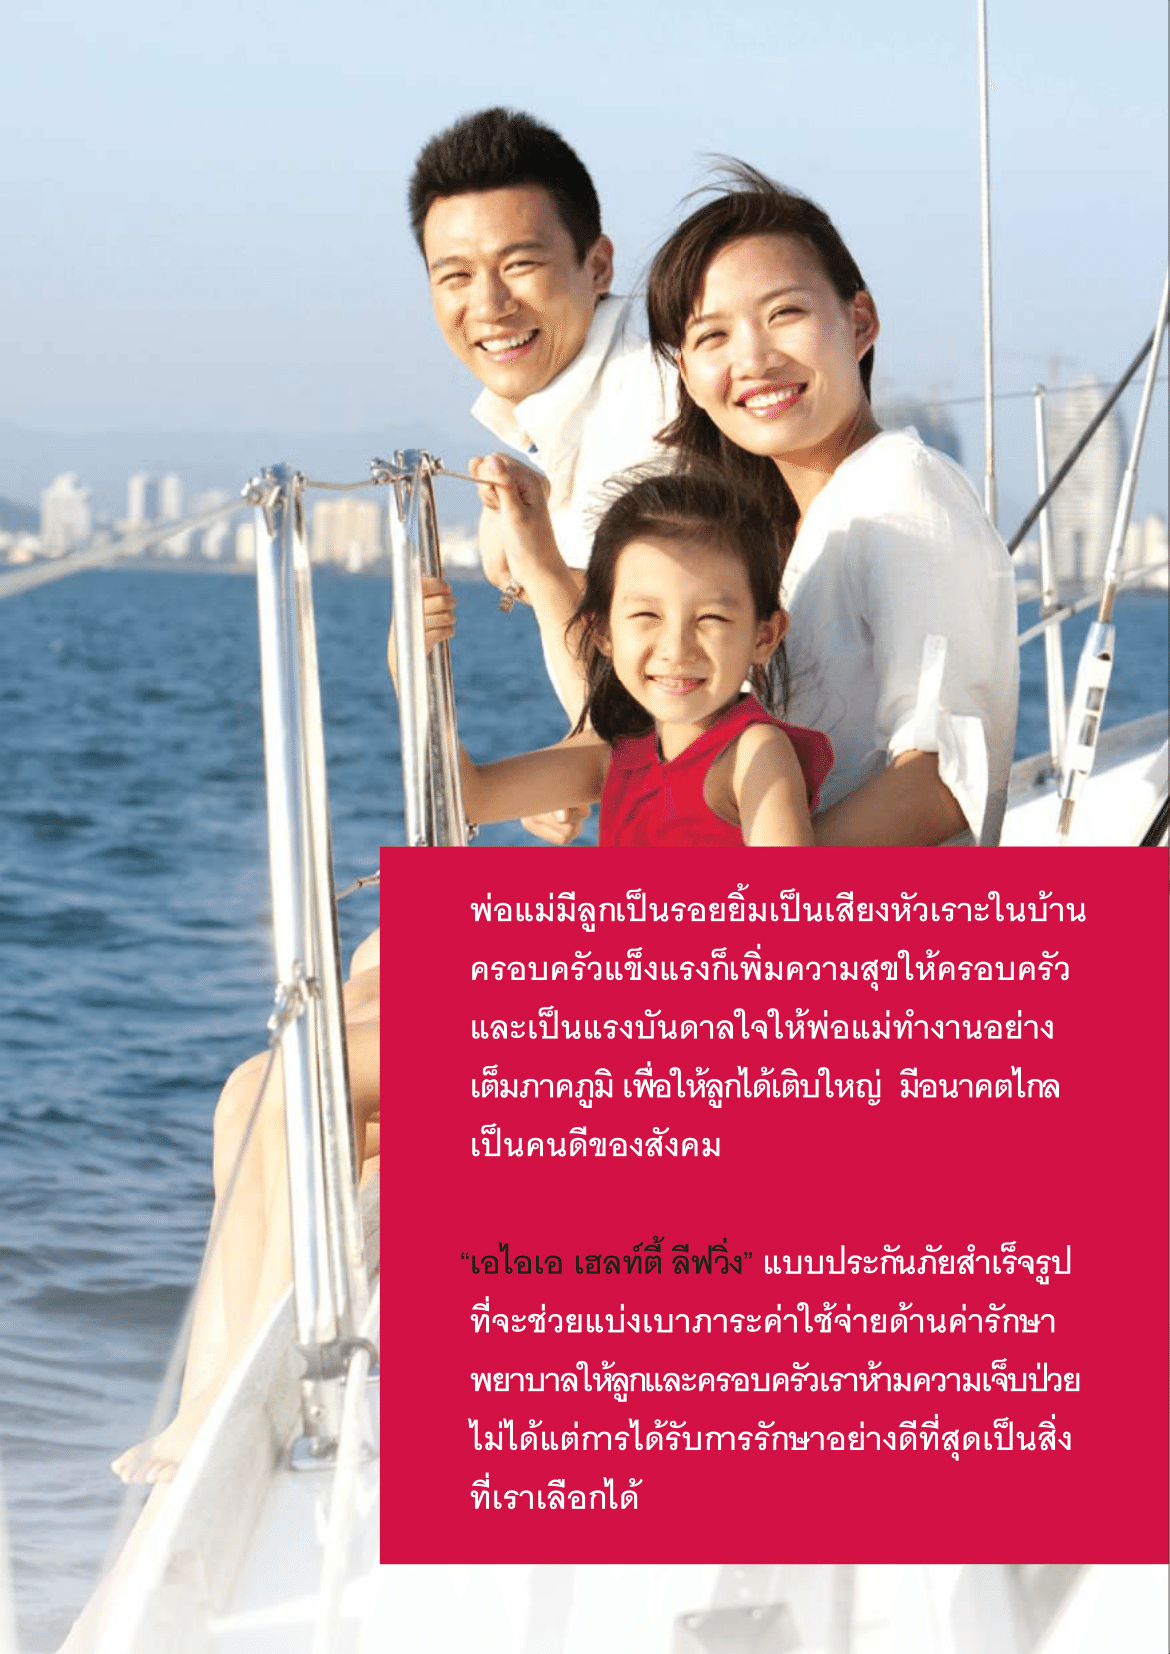 พ่อแม่มีลูกเป็นรอยยิ้มเป็นเสียงหัวเราะในบ้าน
ครอบครัวแข็งแรงก็เพิ่มความสุขให้ครอบครัว
และเป็นแรงบันดาลใจให้พ่อแม่ทำงานอย่าง
เต็มภาคภูมิ เพื่อให้ลูกได้เติบใหญ่ มีอนาคตไกล
เป็นคนดีของสังคม
“เอไอเอ เฮลท์ตี้ ลีฟวิ่ง” แบบประกันภัยสำเร็จรูป
ที่จะช่วยแบ่งเบาภาระค่าใช้จ่ายด้านค่ารักษา
พยาบาลให้ลูกและครอบครัวเราห้ามความเจ็บป่วย
ไม่ได้แต่การได้รับการรักษาอย่างดีที่สุดเป็นสิ่ง
ที่เราเลือกได้